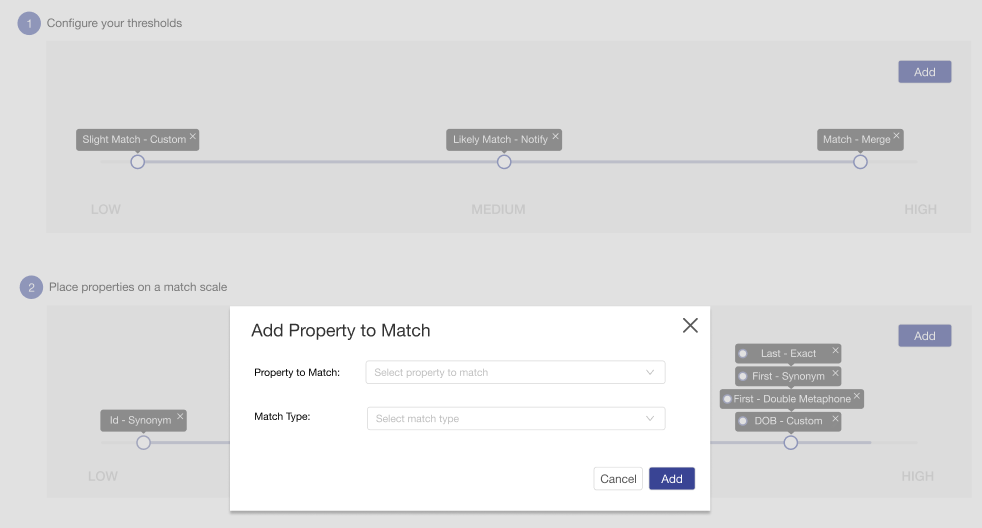 1 Configure your thresholds
Add
Slight Match - Custom ×
Likely Match - Notify ×
Match - Merge ×
LOW
MEDIUM
HIGH
2 Place properties on a match scale
Add Property to Match
Add
Last - Exact ×
Property to Match: Select property to match
First - Synonym ×
First - Double Metaphone ×
Id - Synonym ×
Match Type: Select match type
DOB - Custom ×
LOW
Cancel
Add
HIGH